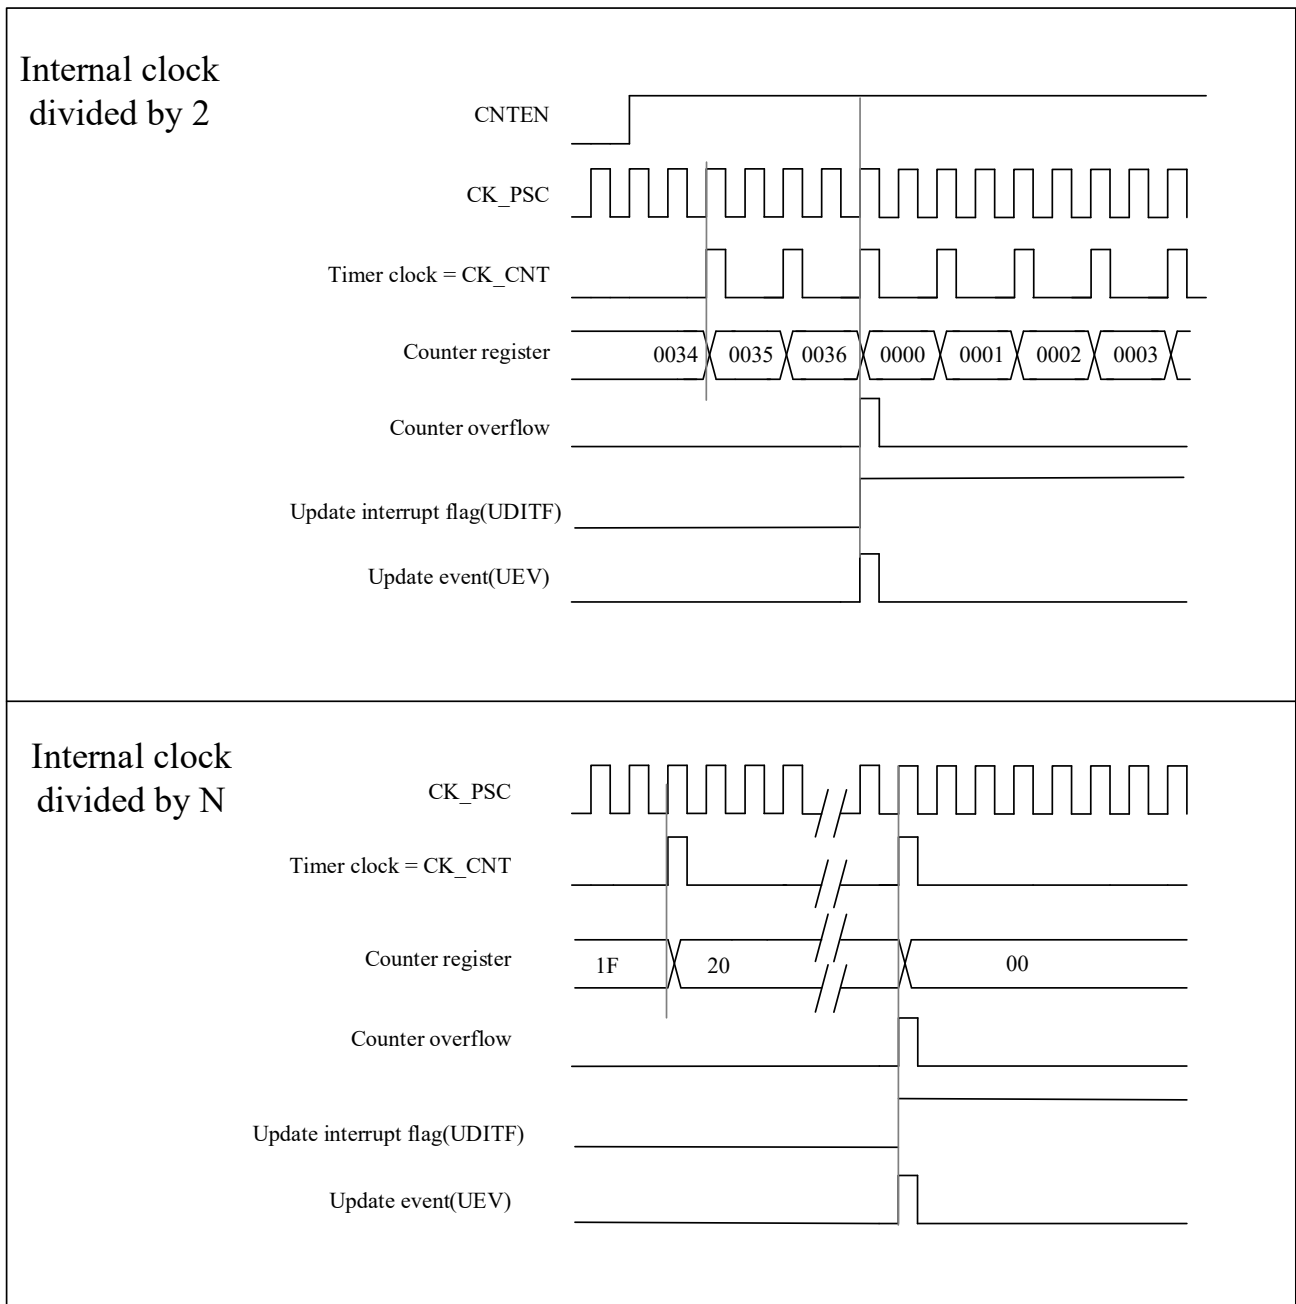 Internal clock
divided by 2
CNTEN
CK_PSC
Timer clock = CK_CNT
Counter register
0034 0035 0036 0000 0001 0002 0003
Counter overflow
Update interrupt flag(UDITF)
Update event(UEV)
Internal clock
divided by N
CK_PSC
Timer clock = CK_CNT
Counter register
1F 20 00
Counter overflow
Update interrupt flag(UDITF)
Update event(UEV)